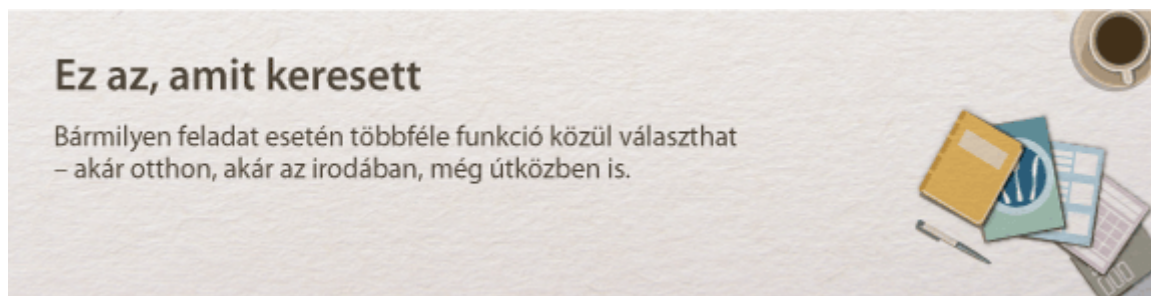 Ez az, amit keresett
Bármilyen feladat esetén többféle funkció közül választhat
– akár otthon, akár az irodában, még útközben is.